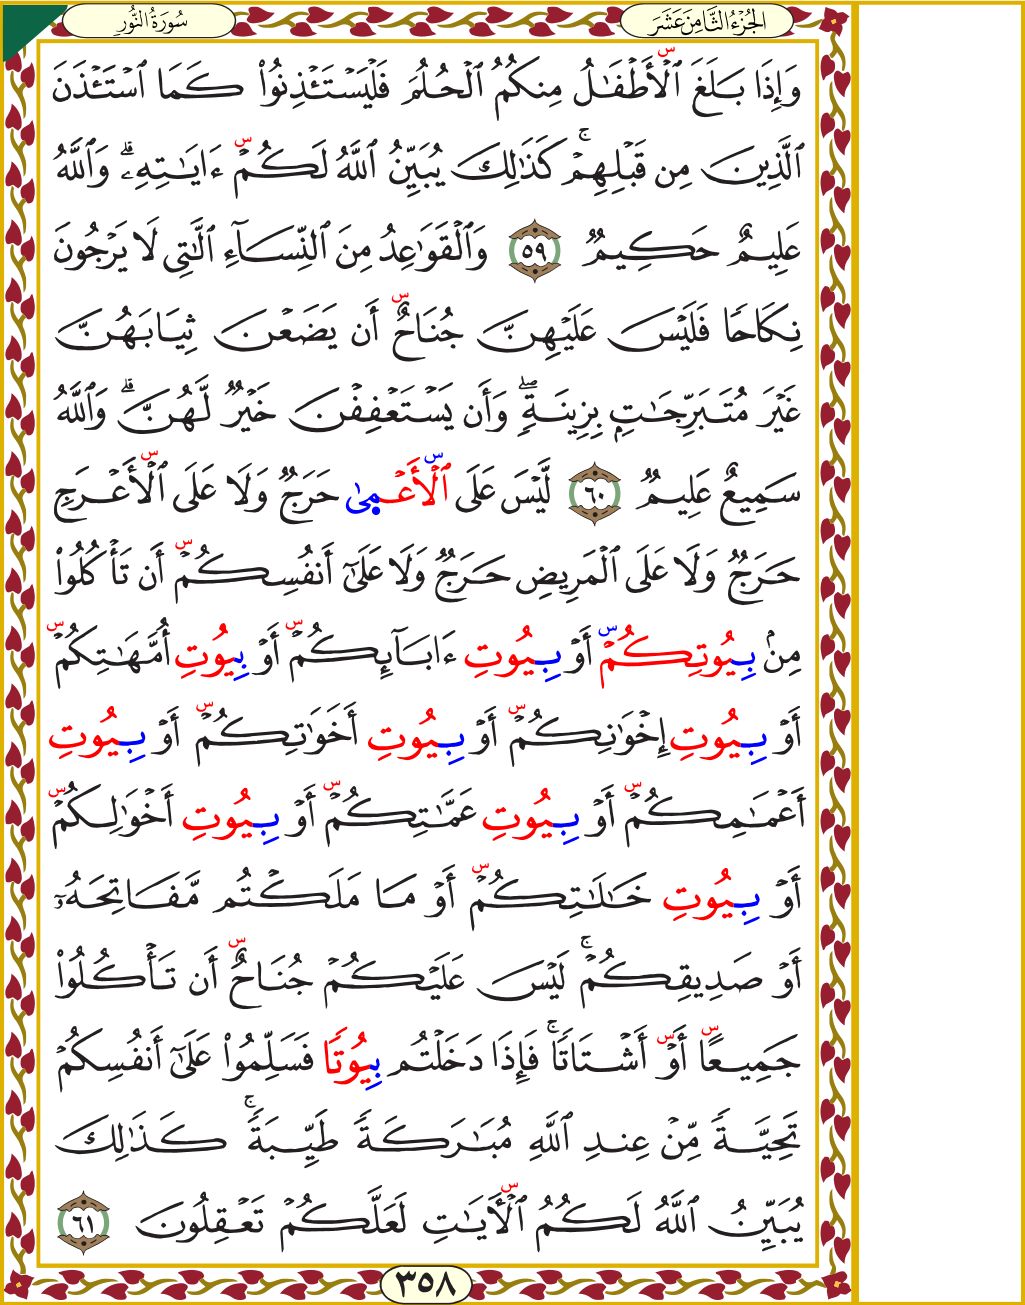 الجُزْءُ الثَّامِنَ عَشَرَ
سُورَةُ النُّورِ
وَإِذَا بَلَغَ ٱلْأَطْفَٰلُ مِنكُمُ ٱلْحُلُمَ فَلْيَسْتَـْٔذِنُوا۟ كَمَا ٱسْتَـْٔذَنَ
ٱلَّذِينَ مِن قَبْلِهِمْ ۚ كَذَٰلِكَ يُبَيِّنُ ٱللَّهُ لَكُمْ ءَايَٰتِهِۦ ۗ وَٱللَّهُ
عَلِيمٌ حَكِيمٌ ٥٩ وَٱلْقَوَٰعِدُ مِنَ ٱلنِّسَآءِ ٱلَّٰتِى لَا يَرْجُونَ
نِكَاحًا فَلَيْسَ عَلَيْهِنَّ جُنَاحٌ أَن يَضَعْنَ ثِيَابَهُنَّ
غَيْرَ مُتَبَرِّجَٰتٍۭ بِزِينَةٍ ۖ وَأَن يَسْتَعْفِفْنَ خَيْرٌ لَّهُنَّ ۗ وَٱللَّهُ
سَمِيعٌ عَلِيمٌ ٦٠ لَّيْسَ عَلَى ٱلْأَعْمِىٰ حَرَجٌ وَلَا عَلَى ٱلْأَعْرَجِ
حَرَجٌ وَلَا عَلَى ٱلْمَرِيضِ حَرَجٌ وَلَا عَلَىٰٓ أَنفُسِكُمْ أَن تَأْكُلُوا۟
مِنۢ بِيُوتِكُمْ أَوْ بِيُوتِ ءَابَآئِكُمْ أَوْ بِيُوتِ أُمَّهَٰتِكُمْ
أَوْ بِيُوتِ إِخْوَٰنِكُمْ أَوْ بِيُوتِ أَخَوَٰتِكُمْ أَوْ بِيُوتِ
أَعْمَٰمِكُمْ أَوْ بِيُوتِ عَمَّٰتِكُمْ أَوْ بِيُوتِ أَخْوَٰلِكُمْ
أَوْ بِيُوتِ خَٰلَٰتِكُمْ أَوْ مَا مَلَكْتُم مَّفَاتِحَهُۥٓ
أَوْ صَدِيقِكُمْ ۚ لَيْسَ عَلَيْكُمْ جُنَاحٌ أَن تَأْكُلُوا۟
جَمِيعًا أَوْ أَشْتَاتًا ۚ فَإِذَا دَخَلْتُم بِيُوتًا فَسَلِّمُوا۟ عَلَىٰٓ أَنفُسِكُمْ
تَحِيَّةً مِّنْ عِندِ ٱللَّهِ مُبَٰرَكَةً طَيِّبَةً ۚ كَذَٰلِكَ
يُبَيِّنُ ٱللَّهُ لَكُمُ ٱلْأَيَٰتِ لَعَلَّكُمْ تَعْقِلُونَ ٦١
٣٥٨